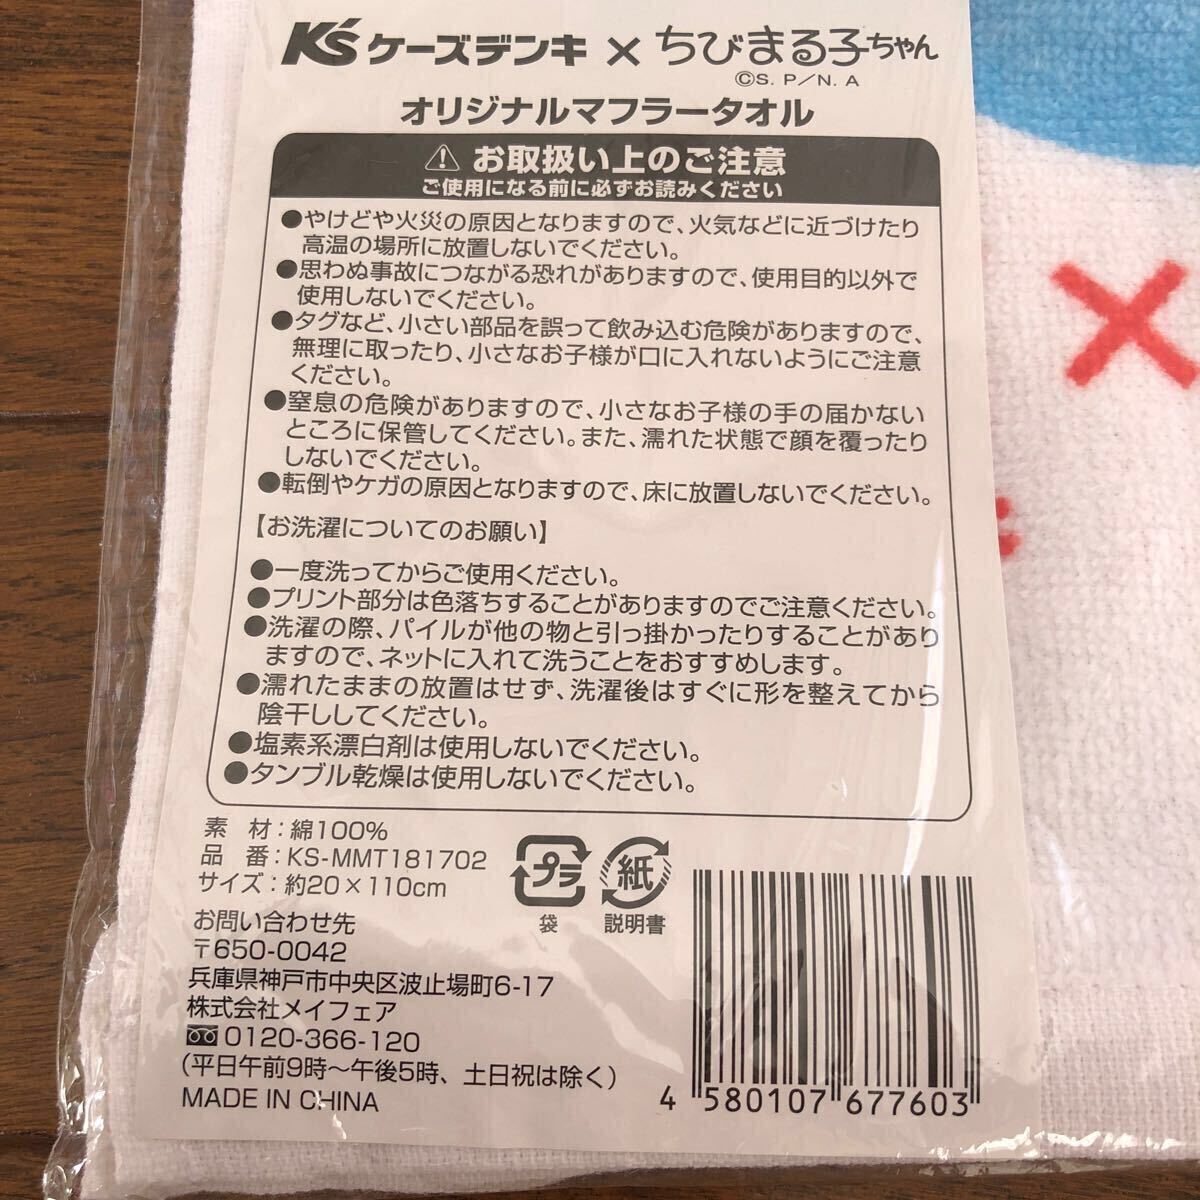 K'sケーズデンキ×ちびまる子ちゃん
©S.P/N.A
オリジナルマフラータオル
⚠お取扱い上のご注意
ご使用になる前に必ずお読みください
●やけどや火災の原因となりますので、火気などに近づけたり
高温の場所に放置しないでください。
●思わぬ事故につながる恐れがありますので、使用目的以外で
使用しないでください。
●タグなど、小さい部品を誤って飲み込む危険がありますので、
無理に取ったり、小さなお子様が口に入れないようにご注意
ください。
●窒息の危険がありますので、小さなお子様の手の届かない
ところに保管してください。また、濡れた状態で顔を覆ったり
しないでください。
●転倒やケガの原因となりますので、床に放置しないでください。
【お洗濯についてのお願い】
●一度洗ってからご使用ください。
●プリント部分は色落ちすることがありますのでご注意ください。
●洗濯の際、パイルが他の物と引っ掛かったりすることがあり
ますので、ネットに入れて洗うことをおすすめします。
●濡れたままの放置はせず、洗濯後はすぐに形を整えてから
陰干ししてください。
●塩素系漂白剤は使用しないでください。
●タンブル乾燥は使用しないでください。
素 材:綿100%
品 番:KS-MMT181702
サイズ:約20×110cm
プラ 紙
袋 説明書
お問い合わせ先
〒650-0042
兵庫県神戸市中央区波止場町6-17
株式会社メイフェア
0120-366-120
(平日午前9時～午後5時、土日祝は除く)
MADE IN CHINA
4 580107 677603
×